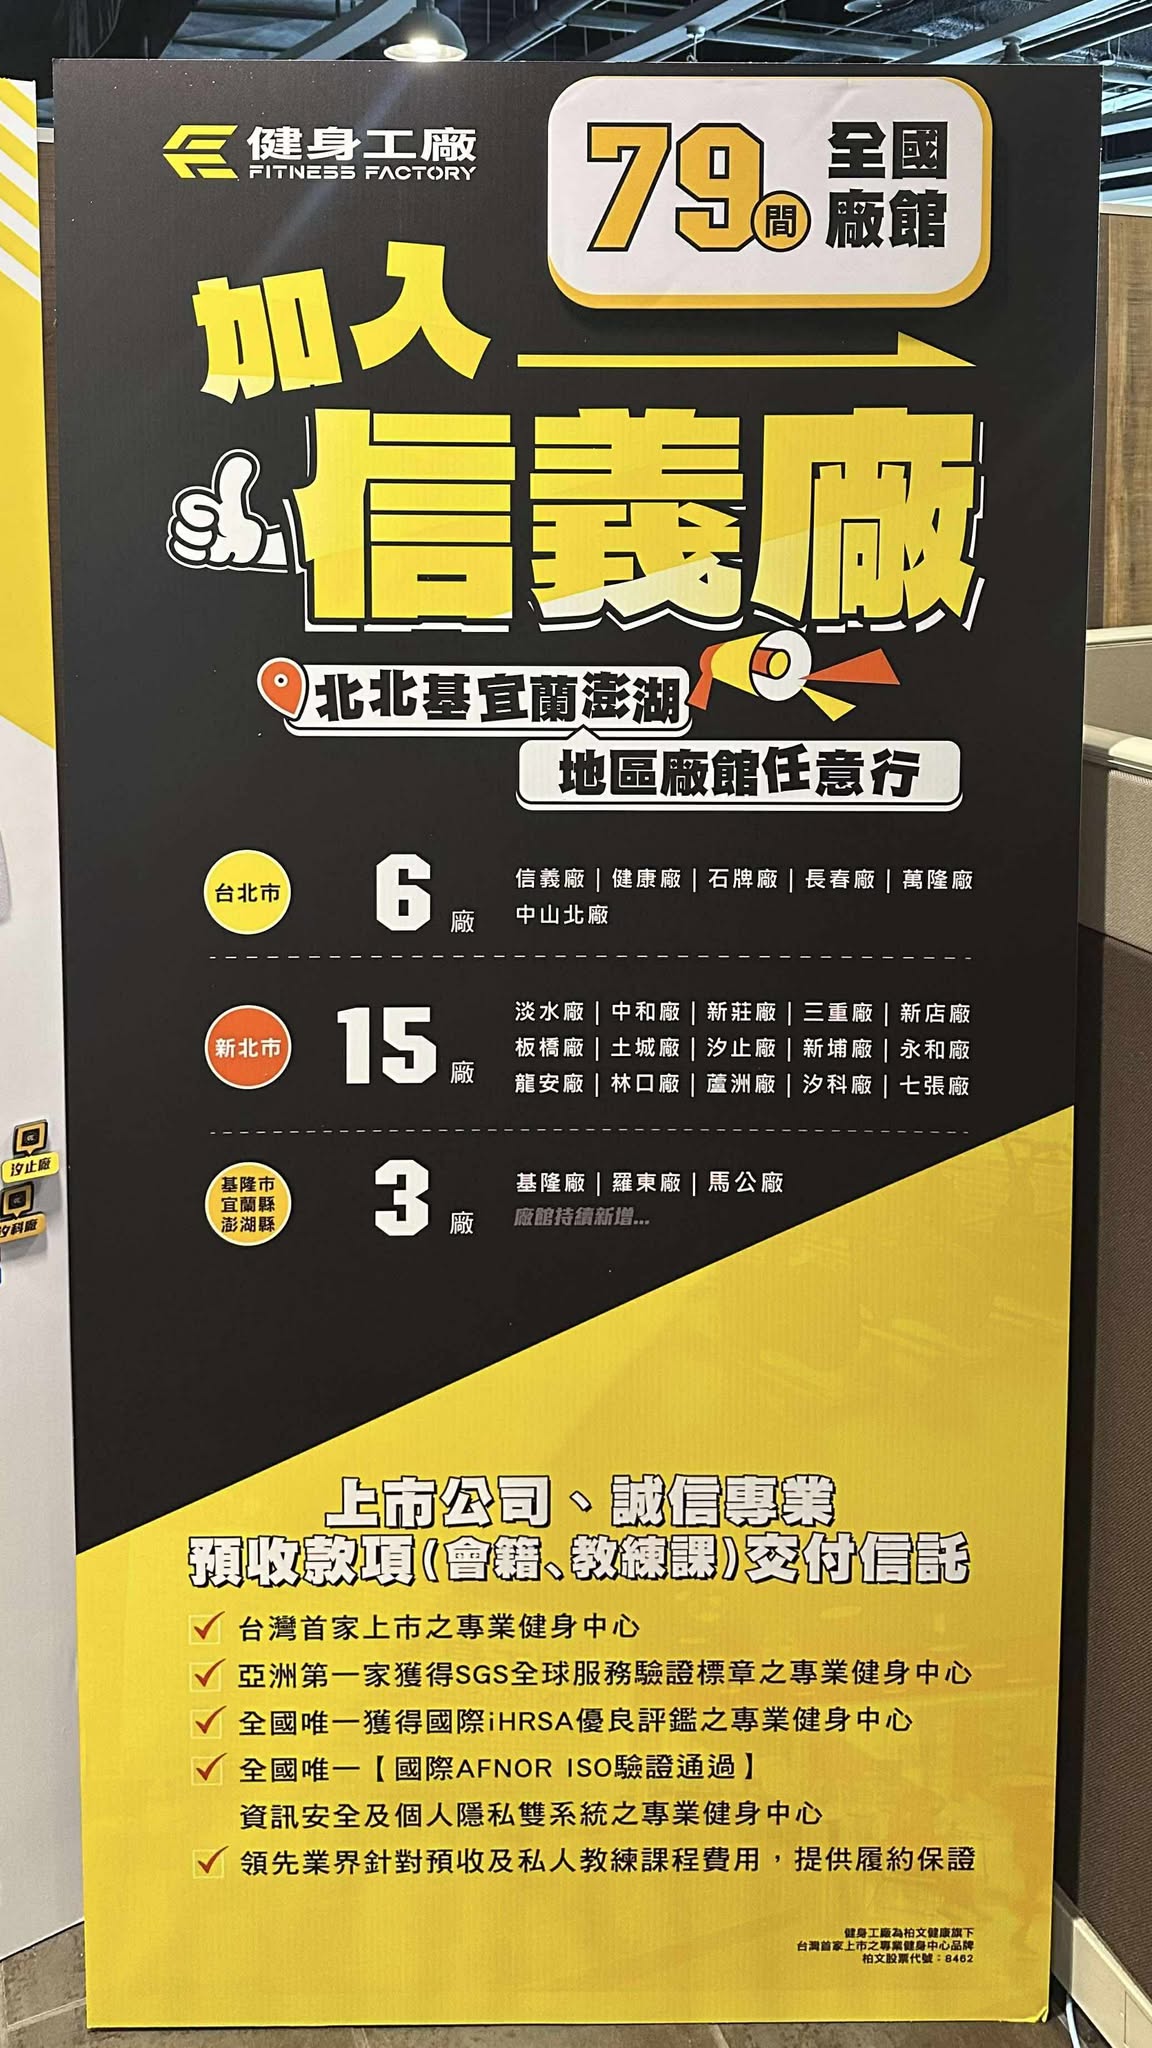 健身工廠
FITNESS FACTORY
79間
全國
廠館
加入
信義廠
北北基宜蘭澎湖
地區廠館任意行
台北市
6廠
信義廠 | 健康廠 | 石牌廠 | 長春廠 | 萬隆廠
中山北廠
新北市
15廠
淡水廠 | 中和廠 | 新莊廠 | 三重廠 | 新店廠
板橋廠 | 土城廠 | 汐止廠 | 新埔廠 | 永和廠
龍安廠 | 林口廠 | 蘆洲廠 | 汐科廠 | 七張廠
基隆市
宜蘭縣
澎湖縣
3廠
基隆廠 | 羅東廠 | 馬公廠
廠館持續新增...
汐止廠
汐科廠
上市公司、誠信專業
預收款項(會籍、教練課)交付信託
台灣首家上市之專業健身中心
亞洲第一家獲得SGS全球服務驗證標章之專業健身中心
全國唯一獲得國際iHRSA優良評鑑之專業健身中心
全國唯一【國際AFNOR ISO驗證通過】
資訊安全及個人隱私雙系統之專業健身中心
領先業界針對預收及私人教練課程費用，提供履約保證
健身工廠為柏文健康旗下
台灣首家上市之專業健身中心品牌
柏文股票代號：8462